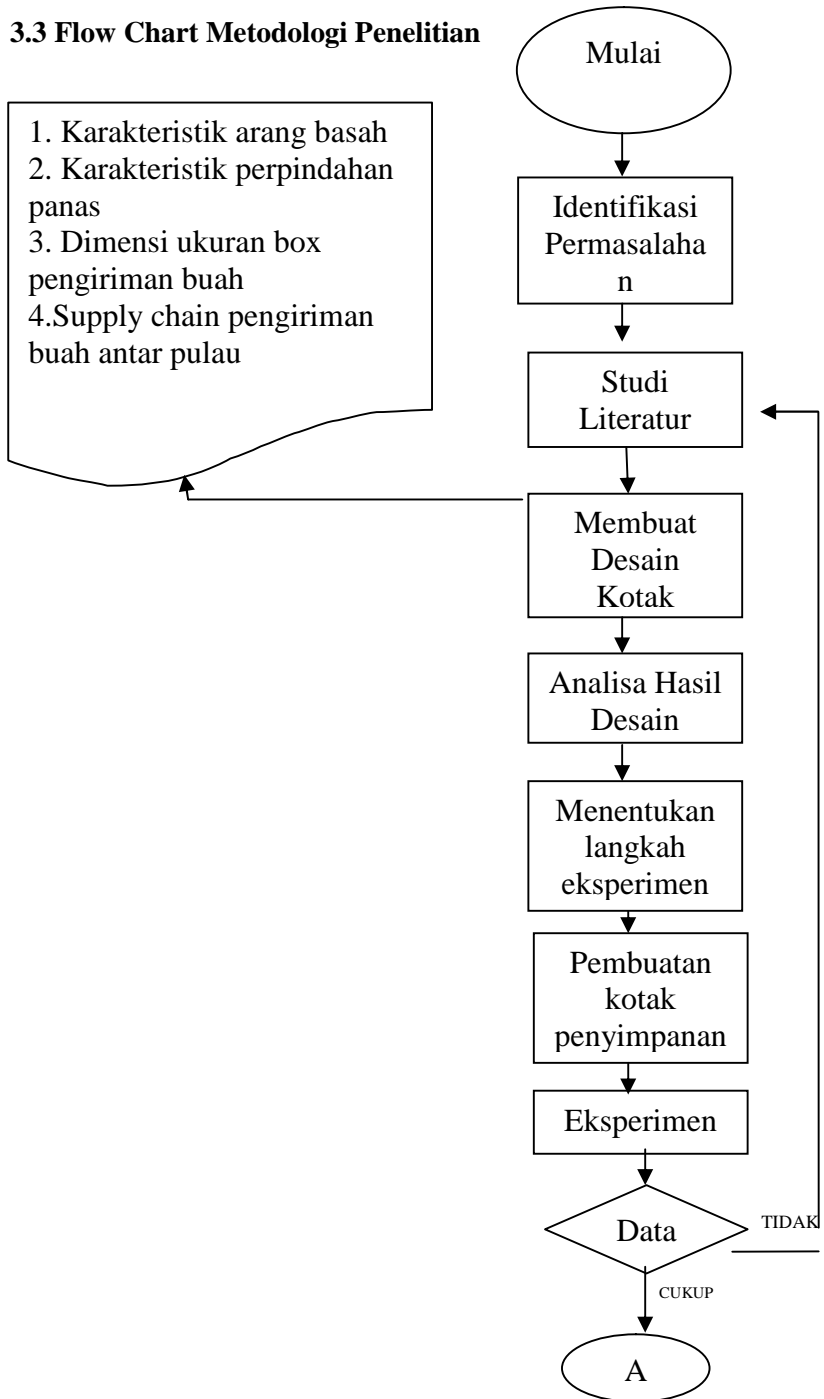 3.3 Flow Chart Metodologi Penelitian
Mulai
1. Karakteristik arang basah
2. Karakteristik perpindahan
panas
3. Dimensi ukuran box
pengiriman buah
4.Supply chain pengiriman
buah antar pulau
Identifikasi
Permasalaha
n
Studi
Literatur
Membuat
Desain
Kotak
Analisa Hasil
Desain
Menentukan
langkah
eksperimen
Pembuatan
kotak
penyimpanan
Eksperimen
Data
TIDAK
CUKUP
A